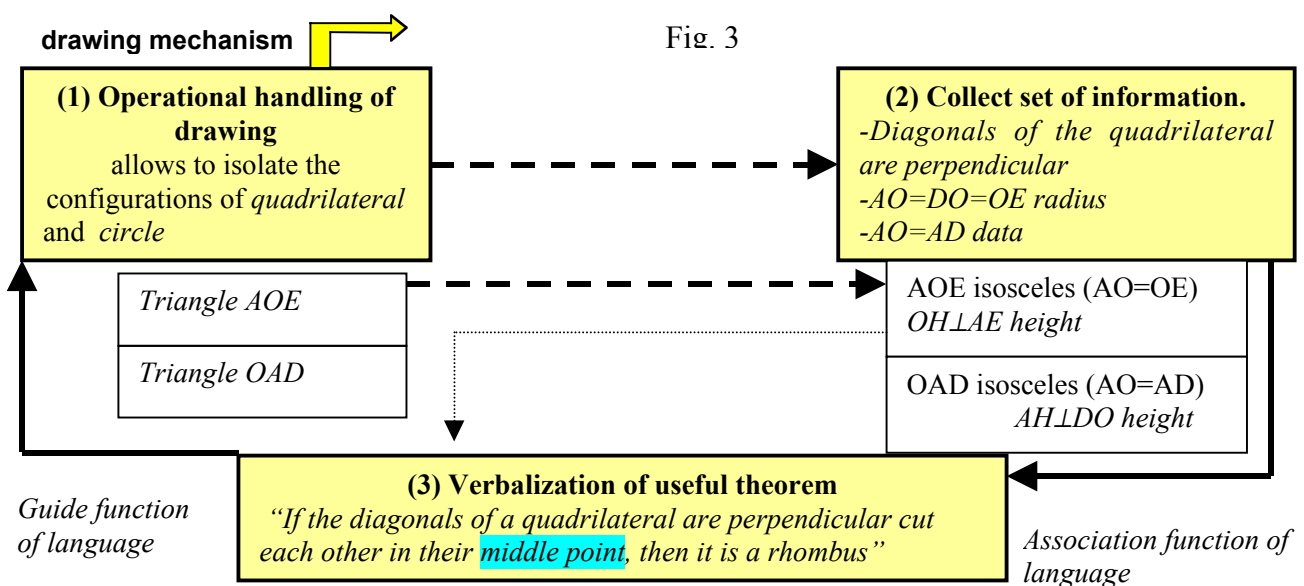 drawing mechanism
Fig. 3
(1) Operational handling of
drawing
allows to isolate the
configurations of quadrilateral
and circle
(2) Collect set of information.
-Diagonals of the quadrilateral
are perpendicular
-AO=DO=OE radius
-AO=AD data
Triangle AOE
Triangle OAD
AOE isosceles (AO=OE)
OH⊥AE height
OAD isosceles (AO=AD)
AH⊥DO height
(3) Verbalization of useful theorem
“If the diagonals of a quadrilateral are perpendicular cut
each other in their middle point, then it is a rhombus”
Guide function
of language
Association function of
language